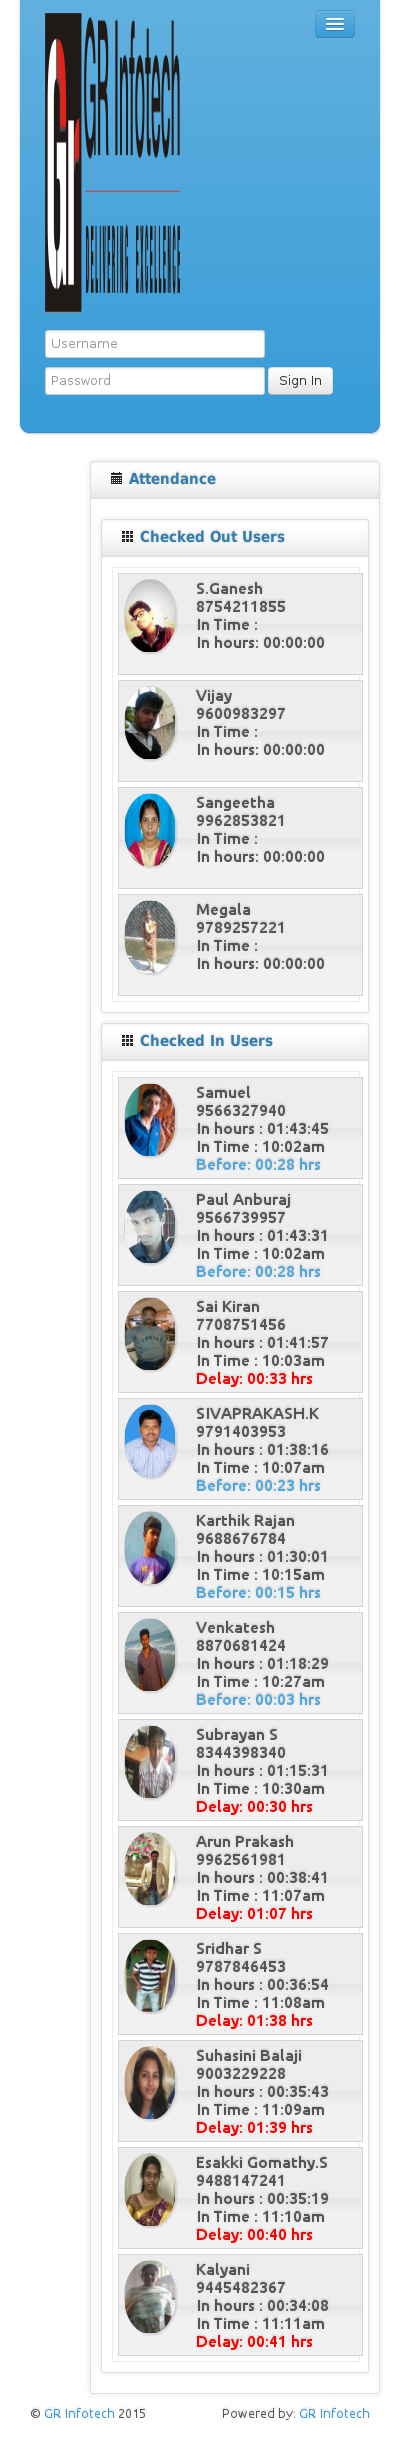 GR Infotech
DELIVERING EXCELLENCE
Gr
Username
Password
Sign In
Attendance
Checked Out Users
S.Ganesh
8754211855
In Time :
In hours: 00:00:00
Vijay
9600983297
In Time :
In hours: 00:00:00
Sangeetha
9962853821
In Time :
In hours: 00:00:00
Megala
9789257221
In Time :
In hours: 00:00:00
Checked In Users
Samuel
9566327940
In hours : 01:43:45
In Time : 10:02am
Before: 00:28 hrs
Paul Anburaj
9566739957
In hours : 01:43:31
In Time : 10:02am
Before: 00:28 hrs
Sai Kiran
7708751456
In hours : 01:41:57
In Time : 10:03am
Delay: 00:33 hrs
SIVAPRAKASH.K
9791403953
In hours : 01:38:16
In Time : 10:07am
Before: 00:23 hrs
Karthik Rajan
9688676784
In hours : 01:30:01
In Time : 10:15am
Before: 00:15 hrs
Venkatesh
8870681424
In hours : 01:18:29
In Time : 10:27am
Before: 00:03 hrs
Subrayan S
8344398340
In hours : 01:15:31
In Time : 10:30am
Delay: 00:30 hrs
Arun Prakash
9962561981
In hours : 00:38:41
In Time : 11:07am
Delay: 01:07 hrs
Sridhar S
9787846453
In hours : 00:36:54
In Time : 11:08am
Delay: 01:38 hrs
Suhasini Balaji
9003229228
In hours : 00:35:43
In Time : 11:09am
Delay: 01:39 hrs
Esakki Gomathy.S
9488147241
In hours : 00:35:19
In Time : 11:10am
Delay: 00:40 hrs
Kalyani
9445482367
In hours : 00:34:08
In Time : 11:11am
Delay: 00:41 hrs
© GR Infotech 2015 Powered by: GR Infotech